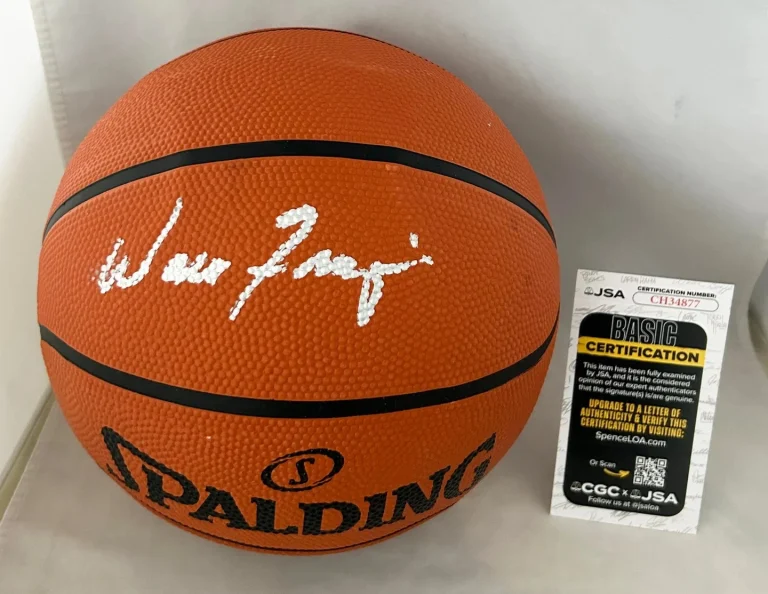 Walt Frazier
SPALDING
S
JSA
CERTIFICATION NUMBER:
CH34877
BASIC
CERTIFICATION
This item has been fully examined
by JSA, and it is the considered
opinion of our expert authenticators
that the signature(s) is/are genuine.
UPGRADE TO A LETTER OF
AUTHENTICITY & VERIFY THIS
CERTIFICATION BY VISITING:
SpenceLOA.com
Or Scan
CGC x JSA
Follow us at @jsaloa